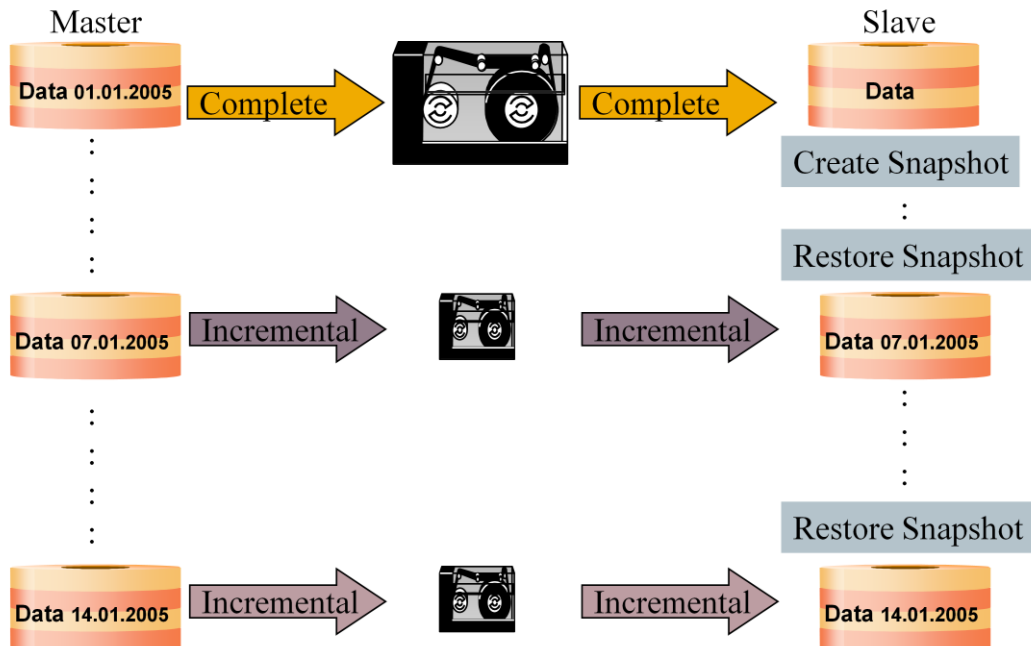 Master
Slave
Data 01.01.2005
Complete
Complete
Data
Create Snapshot
Restore Snapshot
Data 07.01.2005
Incremental
Incremental
Data 07.01.2005
Restore Snapshot
Data 14.01.2005
Incremental
Incremental
Data 14.01.2005